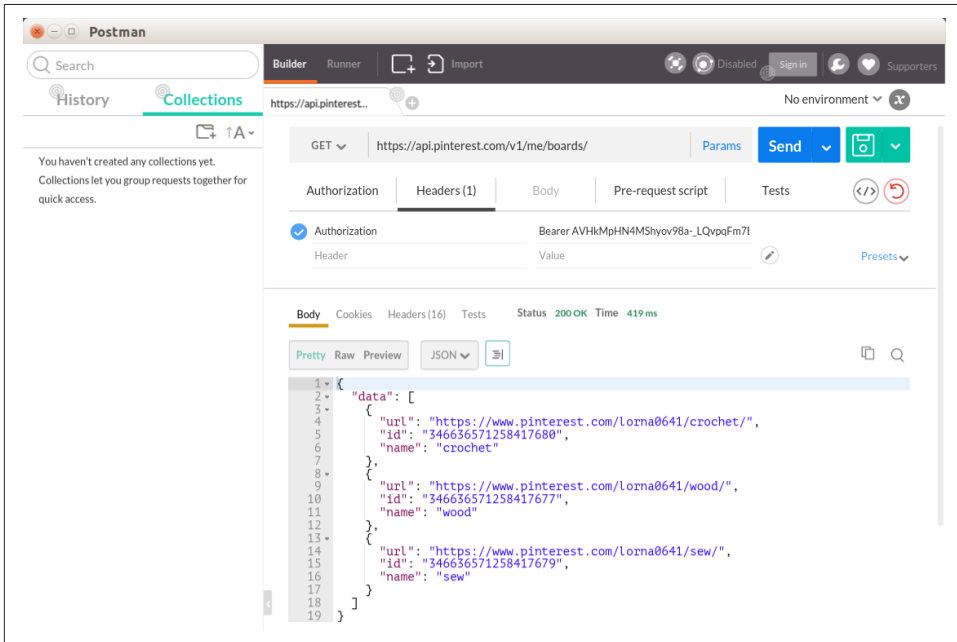 Postman
Search
Builder Runner Import Disabled Sign in Supporters
History Collections
https://api.pinterest... No environment
A
You haven't created any collections yet.
Collections let you group requests together for
quick access.
GET https://api.pinterest.com/v1/me/boards/ Params Send
Authorization Headers (1) Body Pre-request script Tests
Authorization Bearer AVHkMpHN4MShyov98a-_LQvpqFm7
Header Value Presets
Body Cookies Headers (16) Tests Status 200 OK Time 419 ms
Pretty Raw Preview JSON
1 {
2 "data": [
3 {
4 "url": "https://www.pinterest.com/lorna0641/crochet/",
5 "id": "346636571258417680",
6 "name": "crochet"
7 },
8 {
9 "url": "https://www.pinterest.com/lorna0641/wood/",
10 "id": "346636571258417677",
11 "name": "wood"
12 },
13 {
14 "url": "https://www.pinterest.com/lorna0641/sew/",
15 "id": "346636571258417679",
16 "name": "sew"
17 }
18 ]
19 }